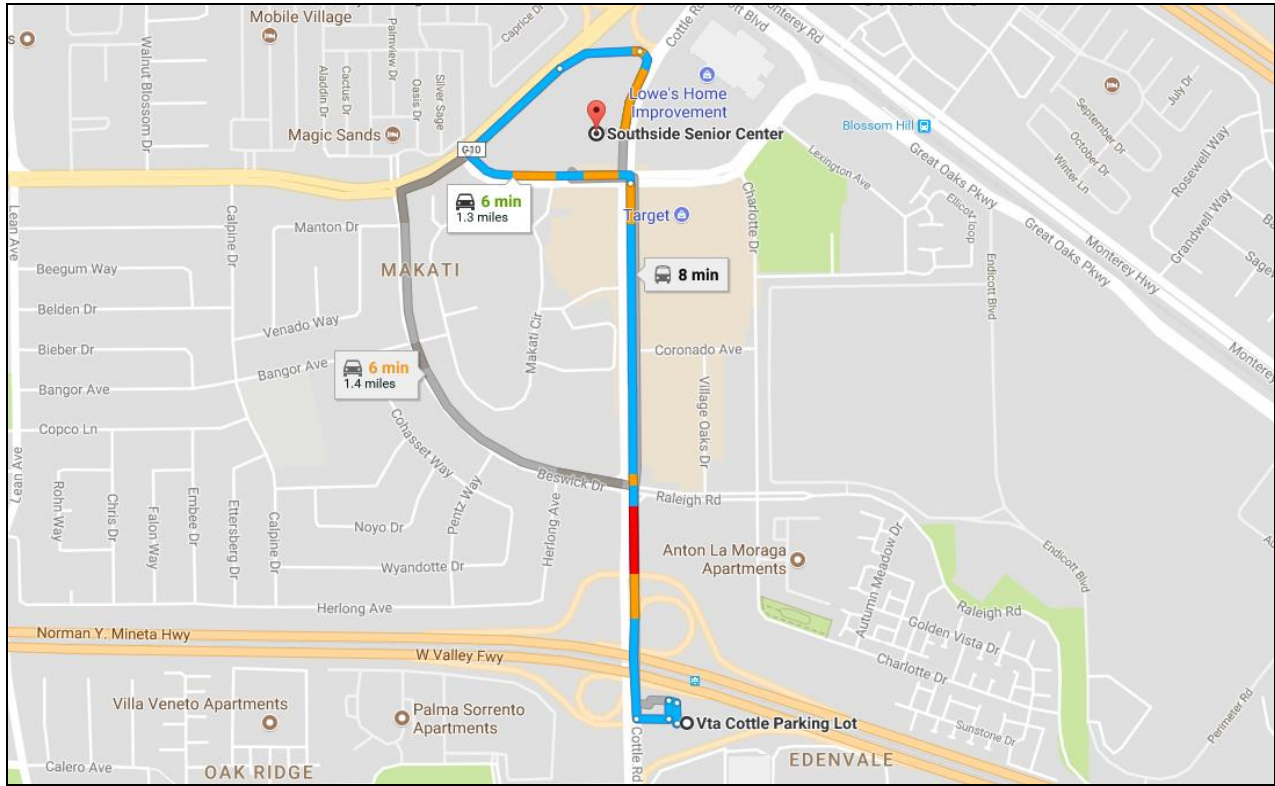 Mobile Village
Caprice Dr
Cottle Rd
ott Blvd
Monterey Rd
s
Walnut Blossom Dr
Palmview Dr
Oasis Dr
Silver Sage
Cactus Dr
Aladdin Dr
Lowe's Home
Improvement
July Dr
September Dr
October Dr
Winter Ln
Magic Sands
Southside Senior Center
Blossom Hill
Rosewell Way
G10
Lexington Ave
Great Oaks Pkwy
Lean Ave
6 min
1.3 miles
Charlotte Dr
Ellicott loop
Grandwell Way
Calpine Dr
Manton Dr
Target
Great Oaks Pkwy
Monterey Hwy
Sage
Beegum Way
MAKATI
8 min
Endicott Blvd
Belden Dr
Venado Way
Makati Cir
Bieber Dr
6 min
1.4 miles
Bangor Ave
Coronado Ave
Monterey
Bangor Ave
Village Oaks Dr
Copco Ln
Cohasset Way
Lean Ave
Beswick Dr
Raleigh Rd
Rohn Way
Chris Dr
Falon Way
Embee Dr
Ettersberg Dr
Calpine Dr
Noyo Dr
Pentz Way
Herlong Ave
Wyandotte Dr
Anton La Moraga
Apartments
Autumn Meadow Dr
Endicott Blvd
Raleigh Rd
Herlong Ave
Golden Vista Dr
Norman Y. Mineta Hwy
W Valley Fwy
Charlotte Dr
Villa Veneto Apartments
Palma Sorrento
Apartments
Vta Cottle Parking Lot
Sunstone Dr
Perimeter Rd
Cottle Rd
Calero Ave
OAK RIDGE
EDENVALE